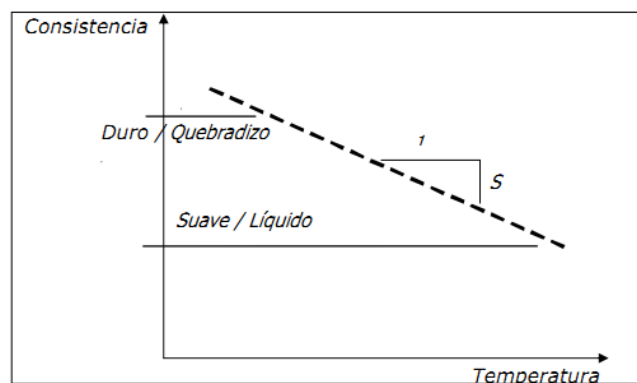 Consistencia
Duro / Quebradizo
1
S
Suave / Líquido
Temperatura